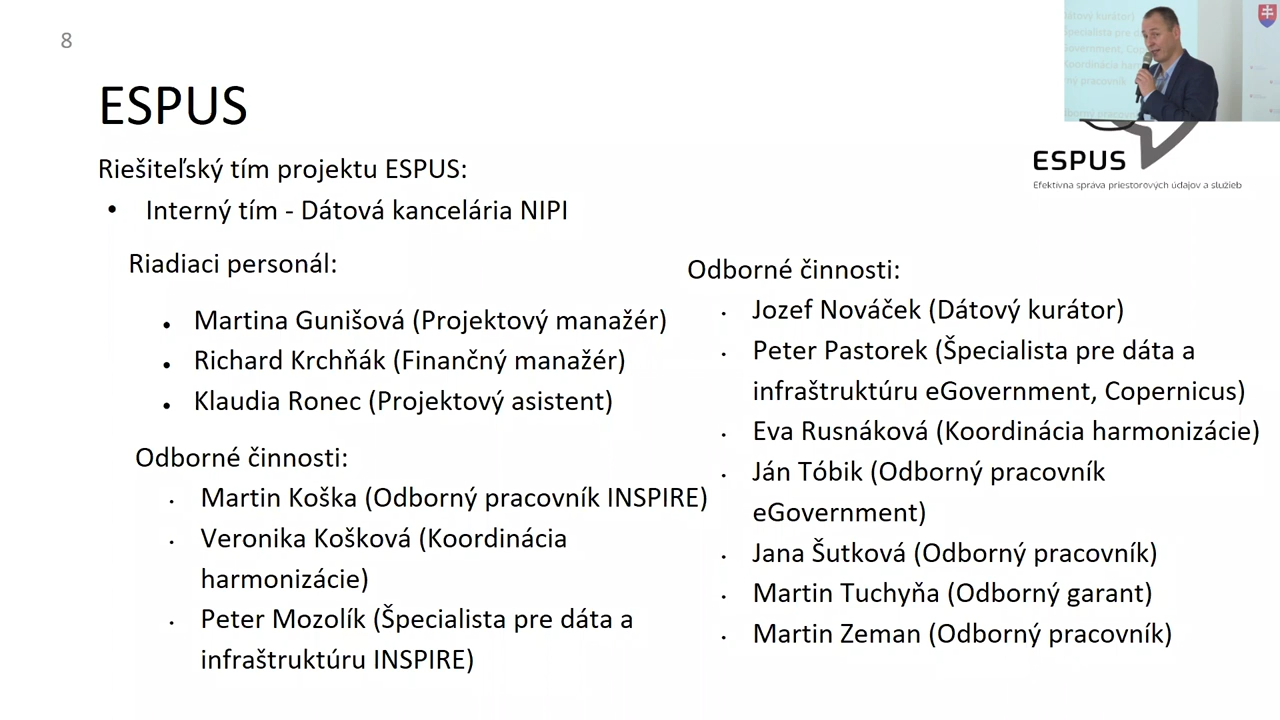 8
ESPUS
Riešiteľský tím projektu ESPUS:
• Interný tím - Dátová kancelária NIPI
Riadiaci personál:
• Martina Gunišová (Projektový manažér)
• Richard Krchňák (Finančný manažér)
• Klaudia Ronec (Projektový asistent)
Odborné činnosti:
• Martin Koška (Odborný pracovník INSPIRE)
• Veronika Košková (Koordinácia
harmonizácie)
• Peter Mozolík (Špecialista pre dáta a
infraštruktúru INSPIRE)
ESPUS
Efektívna správa priestorových údajov a služieb
Odborné činnosti:
• Jozef Nováček (Dátový kurátor)
• Peter Pastorek (Špecialista pre dáta a
infraštruktúru eGovernment, Copernicus)
• Eva Rusnáková (Koordinácia harmonizácie)
• Ján Tóbik (Odborný pracovník
eGovernment)
• Jana Šutková (Odborný pracovník)
• Martin Tuchyňa (Odborný garant)
• Martin Zeman (Odborný pracovník)